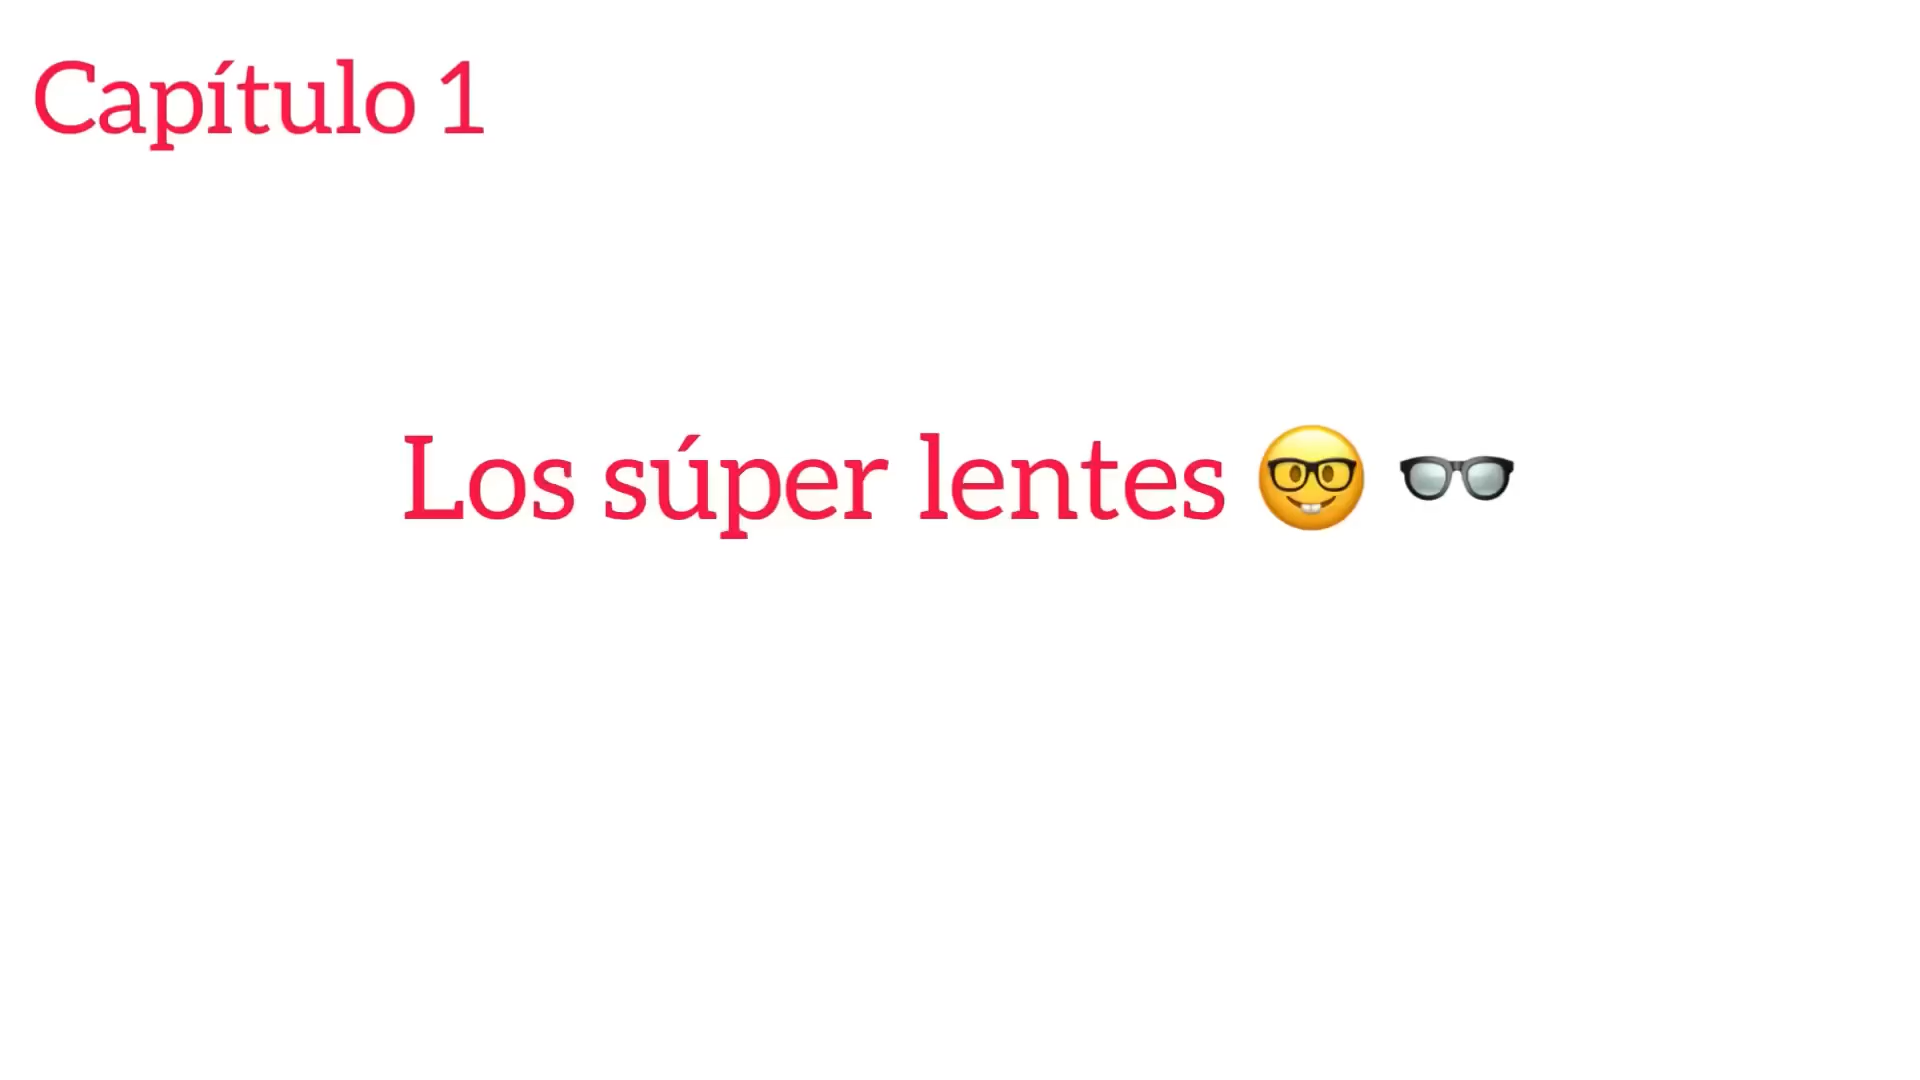 Capítulo 1
Los súper lentes 🤓 👓